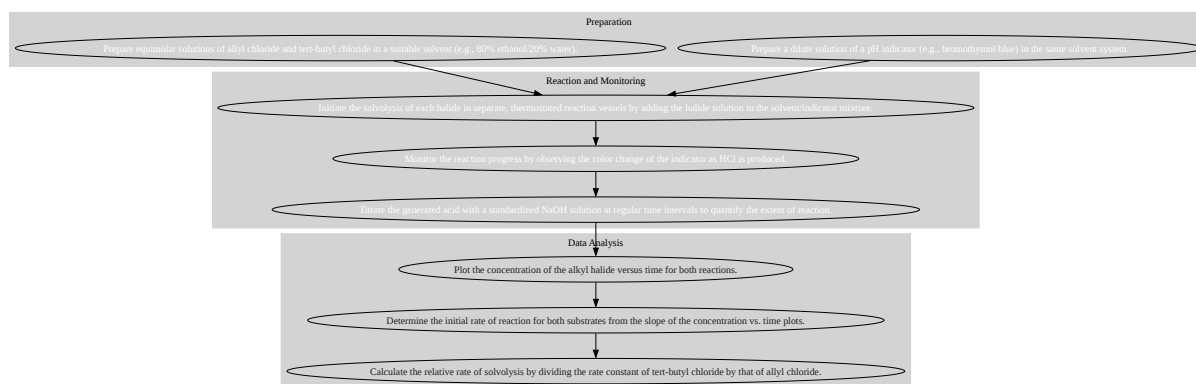 Preparation
Prepare equimolar solutions of allyl chloride and tert-butyl chloride in a suitable solvent (e.g., 80% ethanol/20% water).
Prepare a dilute solution of a pH indicator (e.g., bromothymol blue) in the same solvent system.
Reaction and Monitoring
Initiate the solvolysis of each halide in separate, thermostated reaction vessels by adding the halide solution to the solvent/indicator mixture.
Monitor the reaction progress by observing the color change of the indicator as HCl is produced.
Titrate the generated acid with a standardized NaOH solution at regular time intervals to quantify the extent of reaction.
Data Analysis
Plot the concentration of the alkyl halide versus time for both reactions.
Determine the initial rate of reaction for both substrates from the slope of the concentration vs. time plots.
Calculate the relative rate of solvolysis by dividing the rate constant of tert-butyl chloride by that of allyl chloride.